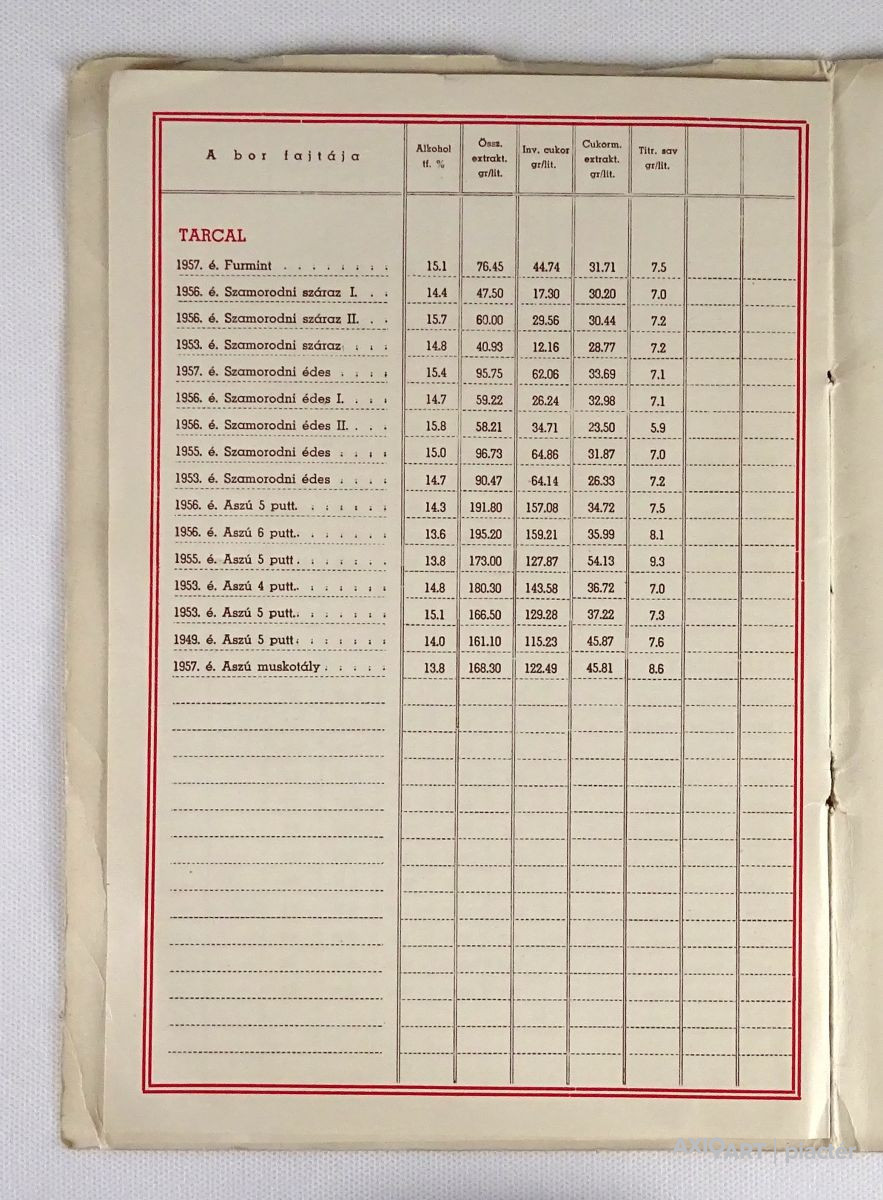 A bor fajtája | Alkohol tf. % | Össz. extrakt. gr/lit. | Inv. cukor gr/lit. | Cukorm. extrakt. gr/lit. | Titr. sav gr/lit.
TARCAL
1957. é. Furmint . . . . . . . . 15.1 76.45 44.74 31.71 7.5
1956. é. Szamorodni száraz I. . . 14.4 47.50 17.30 30.20 7.0
1956. é. Szamorodni száraz II. . . 15.7 60.00 29.56 30.44 7.2
1953. é. Szamorodni száraz . . . 14.8 40.93 12.16 28.77 7.2
1957. é. Szamorodni édes . . . . 15.4 95.75 62.06 33.69 7.1
1956. é. Szamorodni édes I. . . . 14.7 59.22 26.24 32.98 7.1
1956. é. Szamorodni édes II. . . . 15.8 58.21 34.71 23.50 5.9
1955. é. Szamorodni édes . . . . 15.0 96.73 64.86 31.87 7.0
1953. é. Szamorodni édes . . . . 14.7 90.47 64.14 26.33 7.2
1956. é. Aszú 5 putt. . . . . . . 14.3 191.80 157.08 34.72 7.5
1956. é. Aszú 6 putt.. . . . . . . 13.6 195.20 159.21 35.99 8.1
1955. é. Aszú 5 putt . . . . . . . 13.8 173.00 127.87 54.13 9.3
1953. é. Aszú 4 putt.. . . . . . . 14.8 180.30 143.58 36.72 7.0
1953. é. Aszú 5 putt.. . . . . . . 15.1 166.50 129.28 37.22 7.3
1949. é. Aszú 5 putt . . . . . . . 14.0 161.10 115.23 45.87 7.6
1957. é. Aszú muskotály . . . . . 13.8 168.30 122.49 45.81 8.6